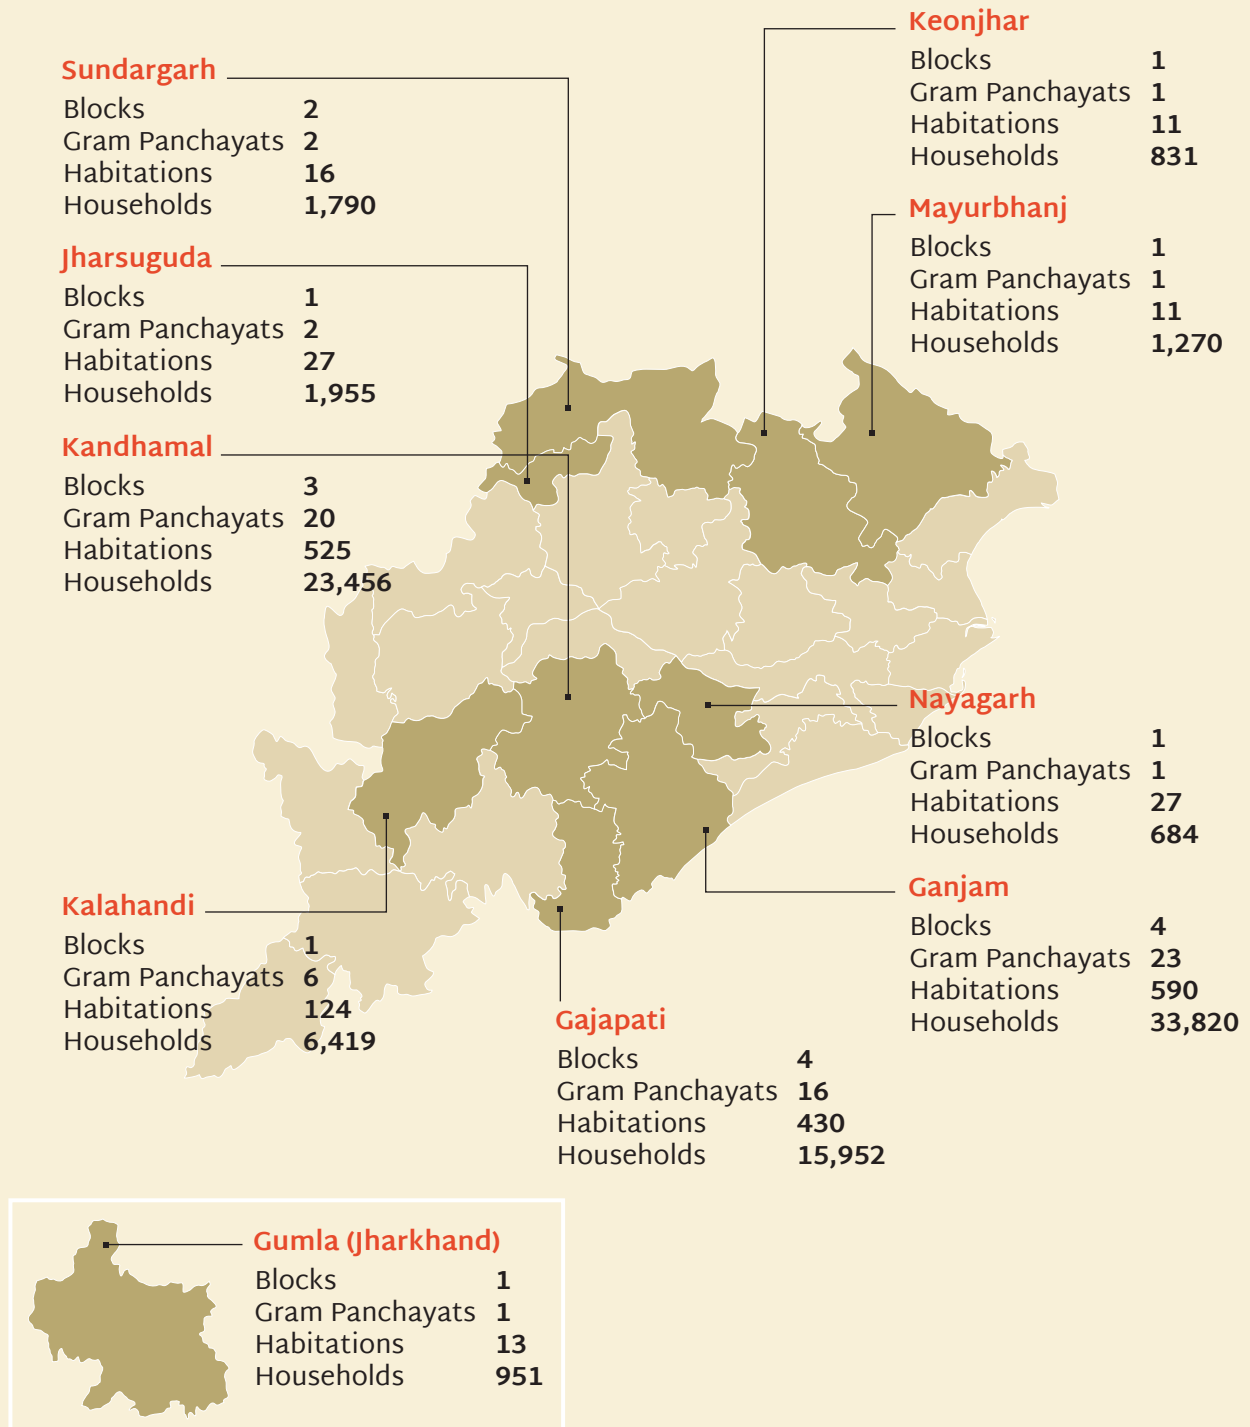 Sundargarh
Blocks 2
Gram Panchayats 2
Habitations 16
Households 1,790
Jharsuguda
Blocks 1
Gram Panchayats 2
Habitations 27
Households 1,955
Kandhamal
Blocks 3
Gram Panchayats 20
Habitations 525
Households 23,456
Kalahandi
Blocks 1
Gram Panchayats 6
Habitations 124
Households 6,419
Keonjhar
Blocks 1
Gram Panchayats 1
Habitations 11
Households 831
Mayurbhanj
Blocks 1
Gram Panchayats 1
Habitations 11
Households 1,270
Nayagarh
Blocks 1
Gram Panchayats 1
Habitations 27
Households 684
Ganjam
Blocks 4
Gram Panchayats 23
Habitations 590
Households 33,820
Gajapati
Blocks 4
Gram Panchayats 16
Habitations 430
Households 15,952
Gumla (Jharkhand)
Blocks 1
Gram Panchayats 1
Habitations 13
Households 951